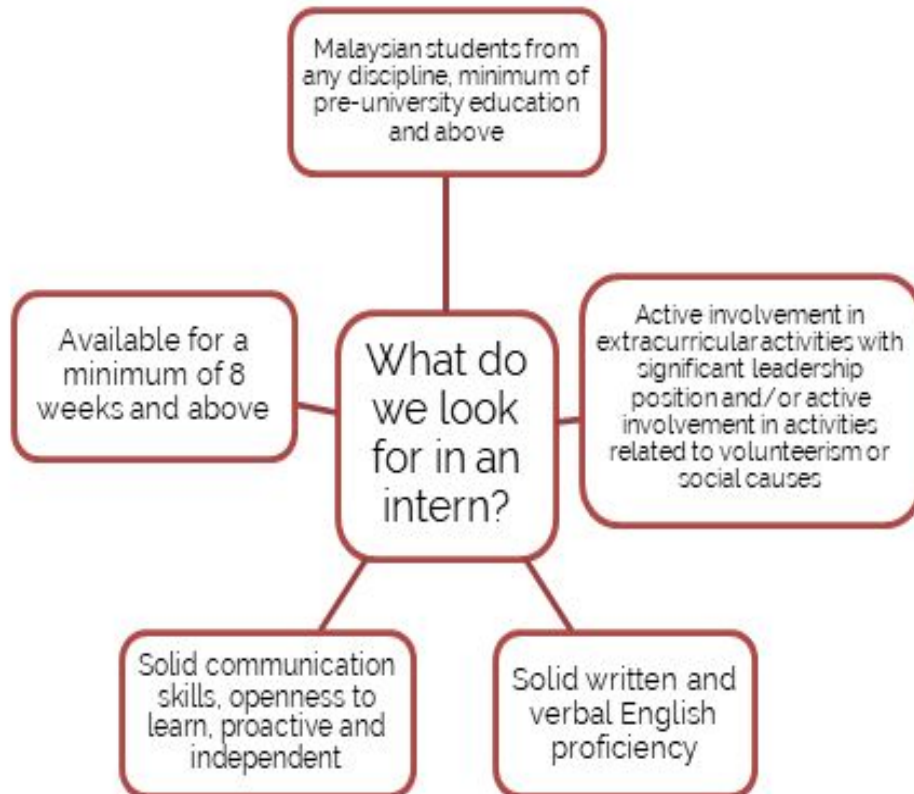 Malaysian students from
any discipline, minimum of
pre-university education
and above
Available for a
minimum of 8
weeks and above
What do
we look
for in an
intern?
Active involvement in
extracurricular activities with
significant leadership
position and/or active
involvement in activities
related to volunteerism or
social causes
Solid communication
skills, openness to
learn, proactive and
independent
Solid written and
verbal English
proficiency